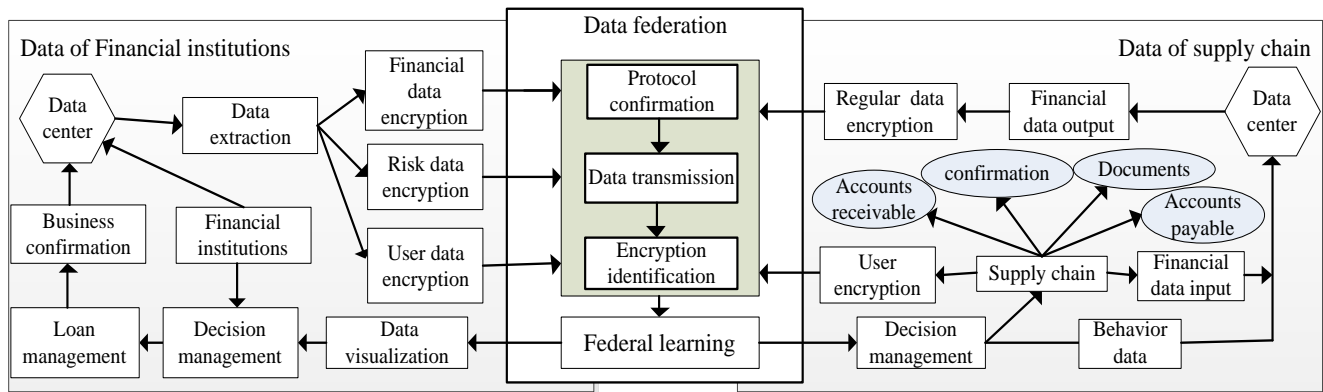 Data federation
Data of Financial institutions
Data of supply chain
Data
center
Data
extraction
Financial
data
encryption
Risk data
encryption
User data
encryption
Business
confirmation
Financial
institutions
Loan
management
Decision
management
Data
visualization
Protocol
confirmation
Data transmission
Encryption
identification
Federal learning
Regular data
encryption
Financial
data output
Data
center
Accounts
receivable
confirmation
Documents
Accounts
payable
User
encryption
Supply chain
Financial
data input
Decision
management
Behavior
data